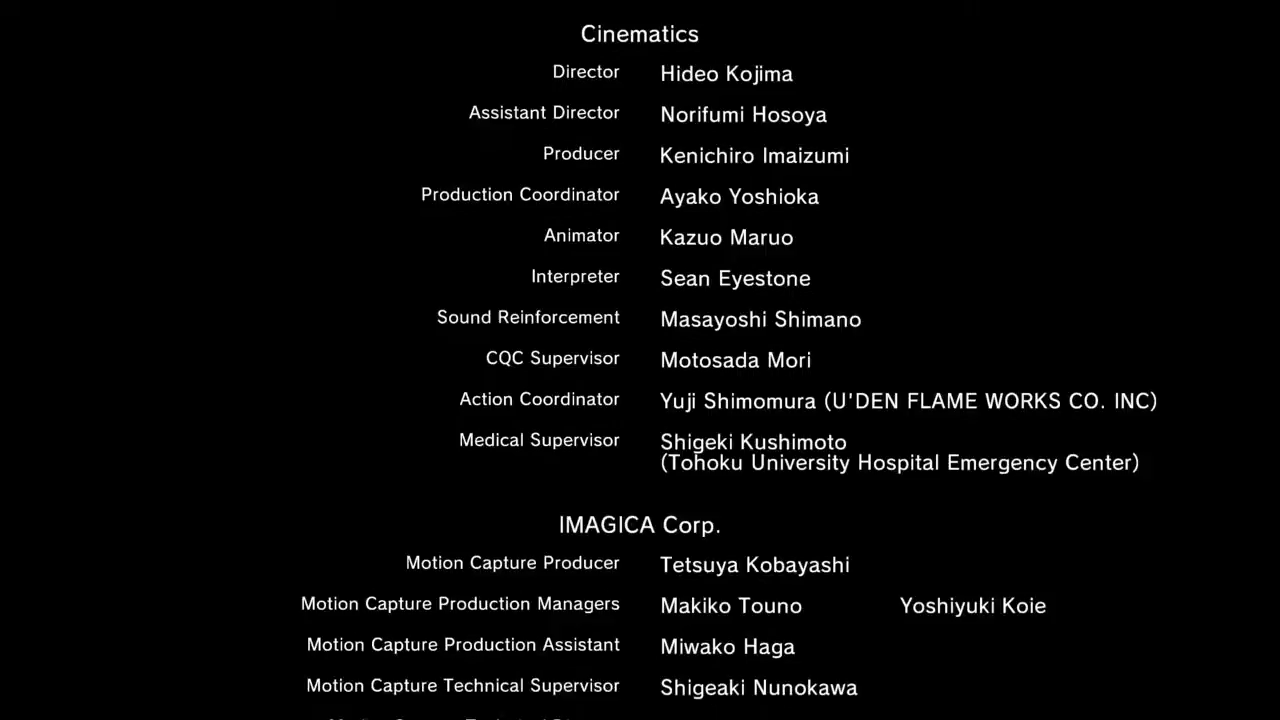 Cinematics
Director Hideo Kojima
Assistant Director Norifumi Hosoya
Producer Kenichiro Imaizumi
Production Coordinator Ayako Yoshioka
Animator Kazuo Maruo
Interpreter Sean Eyestone
Sound Reinforcement Masayoshi Shimano
CQC Supervisor Motosada Mori
Action Coordinator Yuji Shimomura (U'DEN FLAME WORKS CO. INC)
Medical Supervisor Shigeki Kushimoto
(Tohoku University Hospital Emergency Center)
IMAGICA Corp.
Motion Capture Producer Tetsuya Kobayashi
Motion Capture Production Managers Makiko Touno Yoshiyuki Koie
Motion Capture Production Assistant Miwako Haga
Motion Capture Technical Supervisor Shigeaki Nunokawa